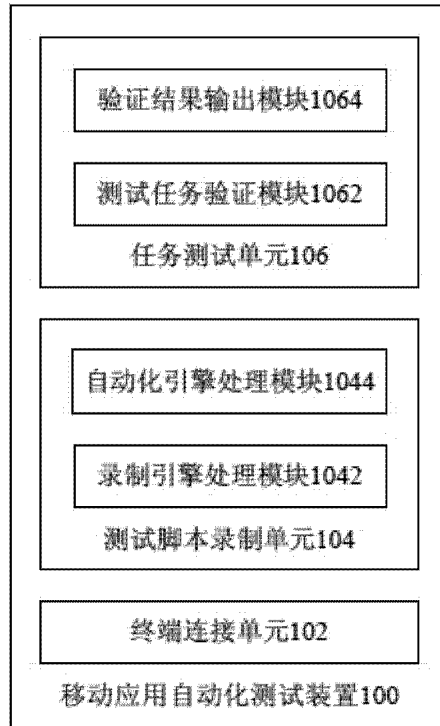 验证结果输出模块1064
测试任务验证模块1062
任务测试单元106
自动化引擎处理模块1044
录制引擎处理模块1042
测试脚本录制单元104
终端连接单元102
移动应用自动化测试装置100